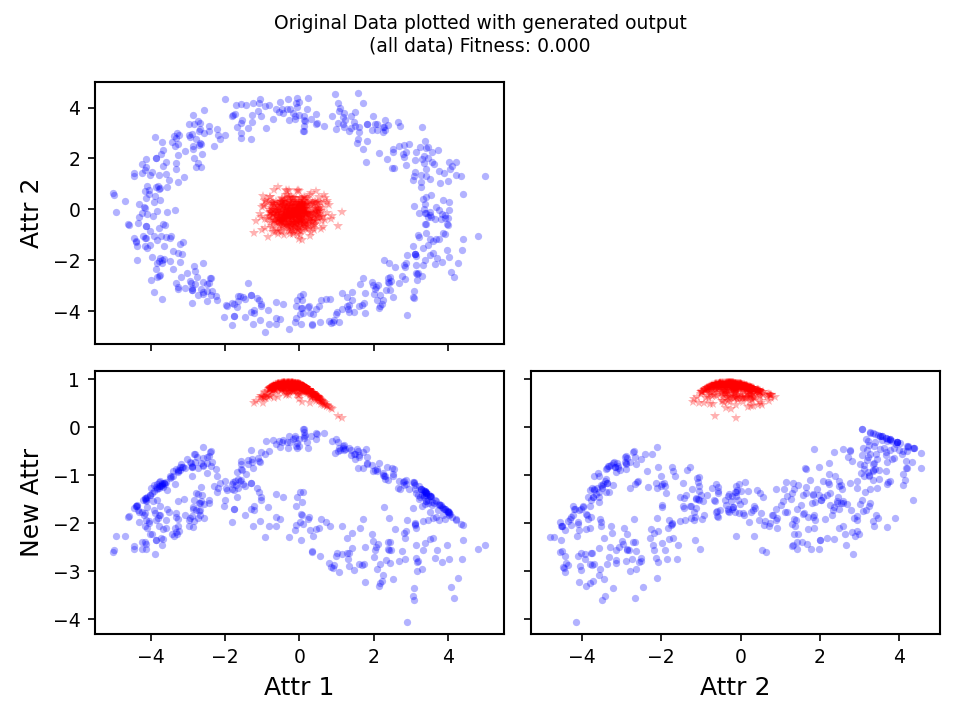 Original Data plotted with generated output
(all data) Fitness: 0.000
4
2
0
−2
−4
Attr 2
1
0
−1
−2
−3
−4
New Attr
−4 −2 0 2 4
−4 −2 0 2 4
Attr 1
Attr 2